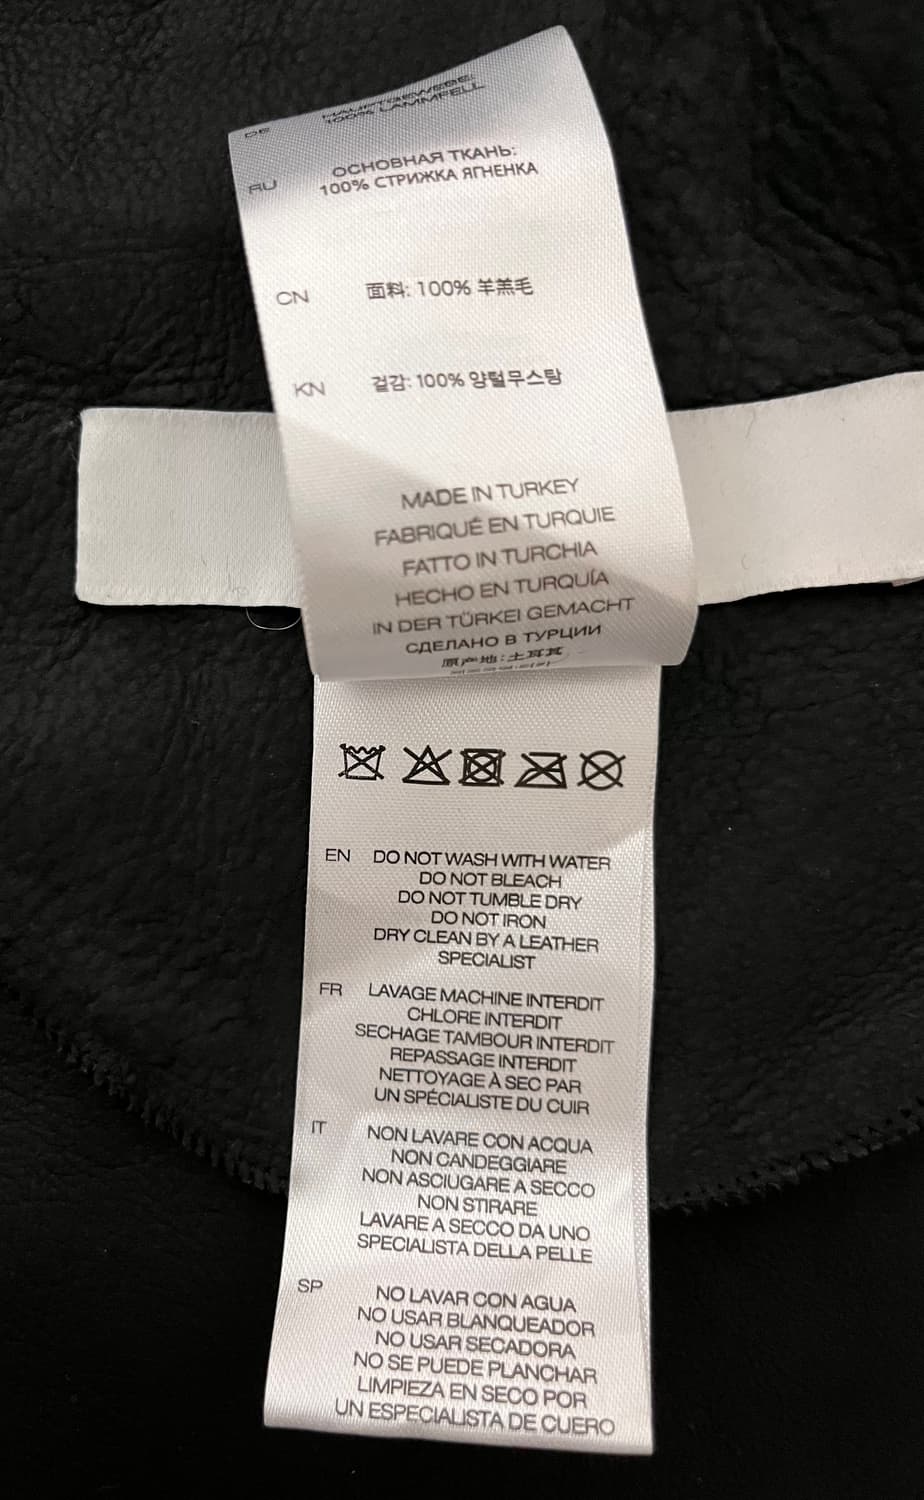 DE HAUPTGEWEBE:
100% LAMMFELL
RU ОСНОВНАЯ ТКАНЬ:
100% СТРИЖКА ЯГНЕНКА
CN 面料: 100% 羊羔毛
KN 겉감: 100% 양털무스탕
MADE IN TURKEY
FABRIQUÉ EN TURQUIE
FATTO IN TURCHIA
HECHO EN TURQUÍA
IN DER TÜRKEI GEMACHT
СДЕЛАНО В ТУРЦИИ
原产地: 土耳其
EN DO NOT WASH WITH WATER
DO NOT BLEACH
DO NOT TUMBLE DRY
DO NOT IRON
DRY CLEAN BY A LEATHER
SPECIALIST
FR LAVAGE MACHINE INTERDIT
CHLORE INTERDIT
SECHAGE TAMBOUR INTERDIT
REPASSAGE INTERDIT
NETTOYAGE À SEC PAR
UN SPÉCIALISTE DU CUIR
IT NON LAVARE CON ACQUA
NON CANDEGGIARE
NON ASCIUGARE A SECCO
NON STIRARE
LAVARE A SECCO DA UNO
SPECIALISTA DELLA PELLE
SP NO LAVAR CON AGUA
NO USAR BLANQUEADOR
NO USAR SECADORA
NO SE PUEDE PLANCHAR
LIMPIEZA EN SECO POR
UN ESPECIALISTA DE CUERO